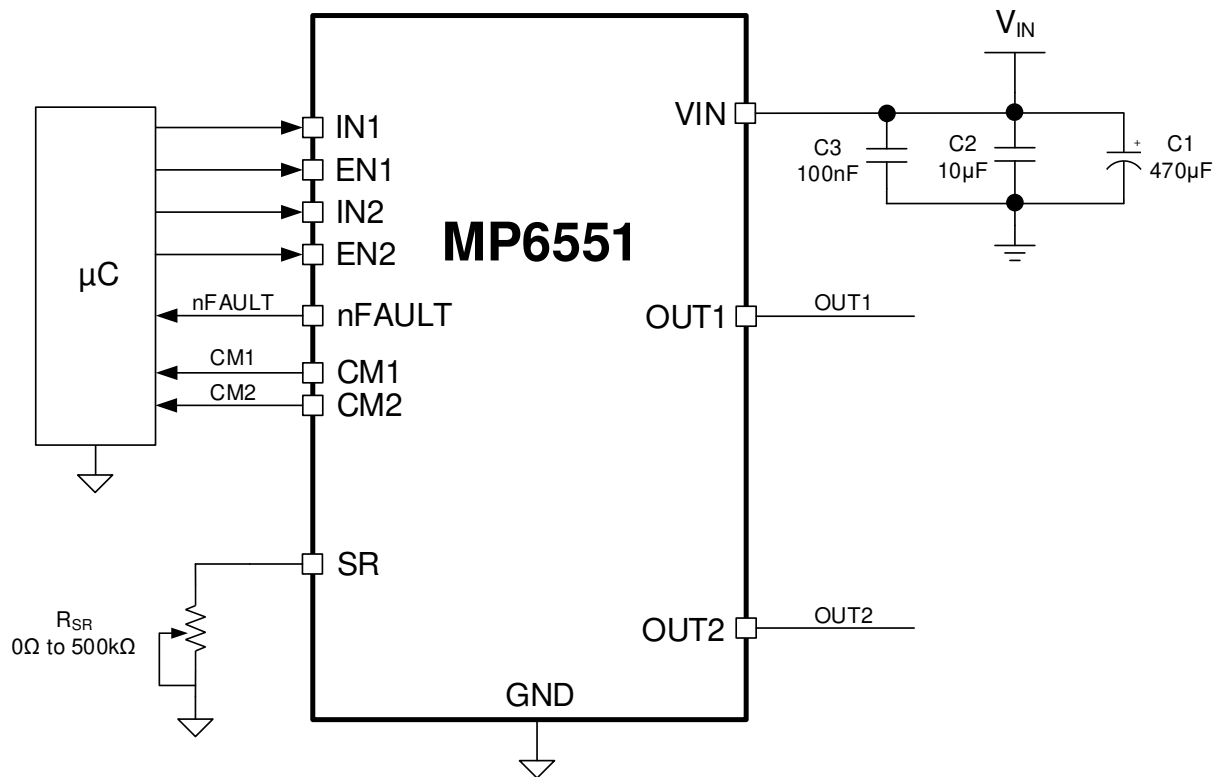 V_IN
µC
IN1
EN1
IN2
EN2
nFAULT
nFAULT
CM1
CM1
CM2
CM2
MP6551
VIN
C3
100nF
C2
10µF
+
C1
470µF
OUT1
OUT1
SR
R_SR
0Ω to 500kΩ
OUT2
OUT2
GND